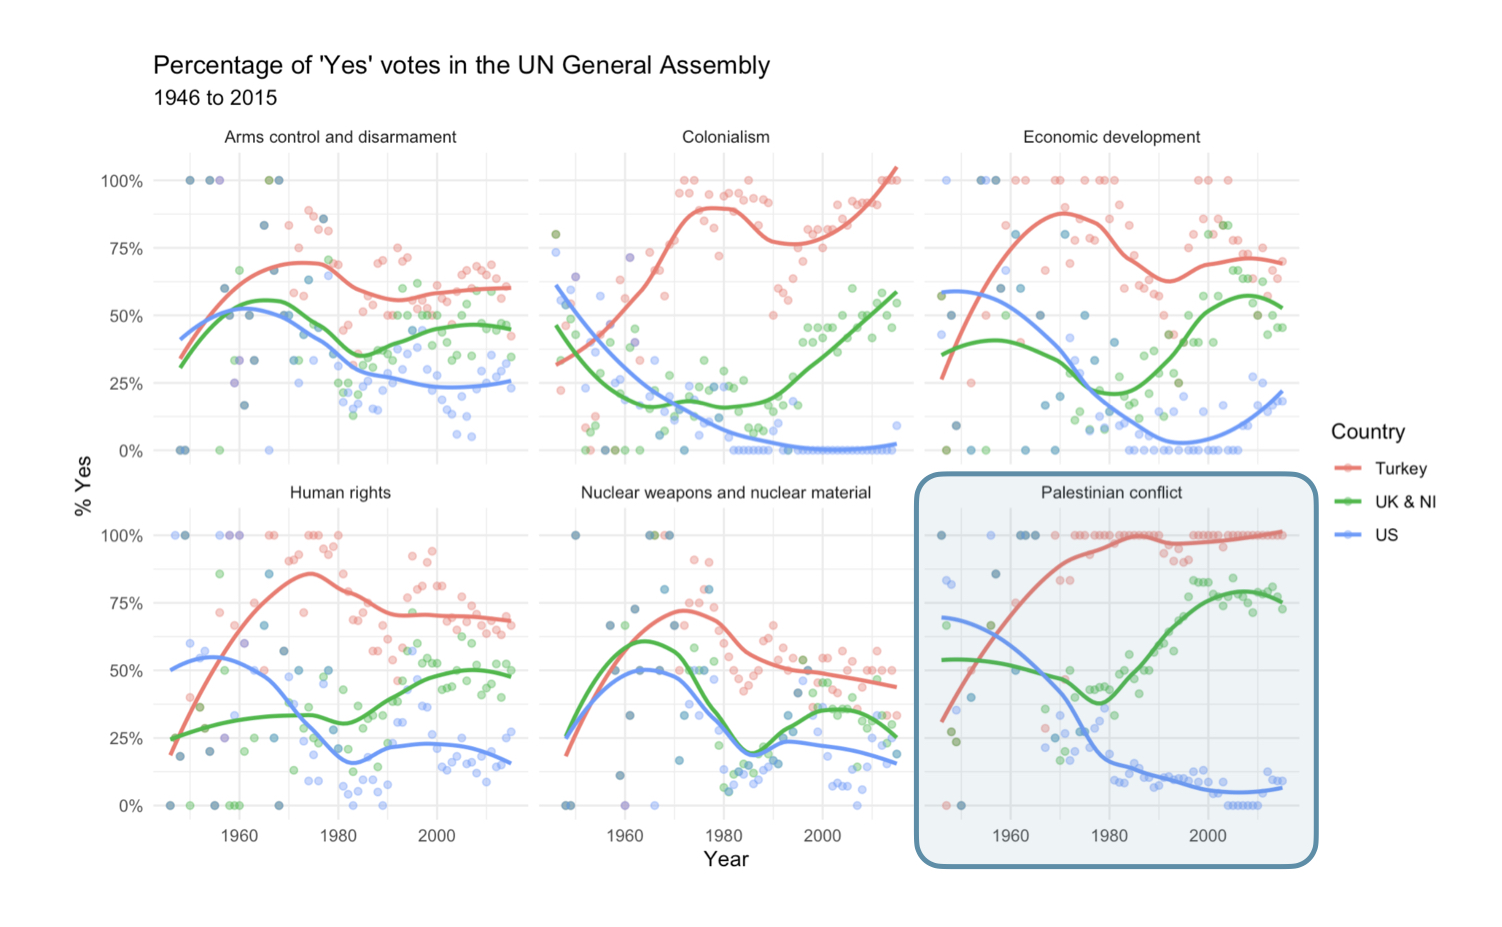 Percentage of 'Yes' votes in the UN General Assembly
1946 to 2015
Arms control and disarmament
Colonialism
Economic development
100%
75%
50%
25%
0%
% Yes
Human rights
Nuclear weapons and nuclear material
Palestinian conflict
100%
75%
50%
25%
0%
1960 1980 2000
1960 1980 2000
1960 1980 2000
Year
Country
Turkey
UK & NI
US